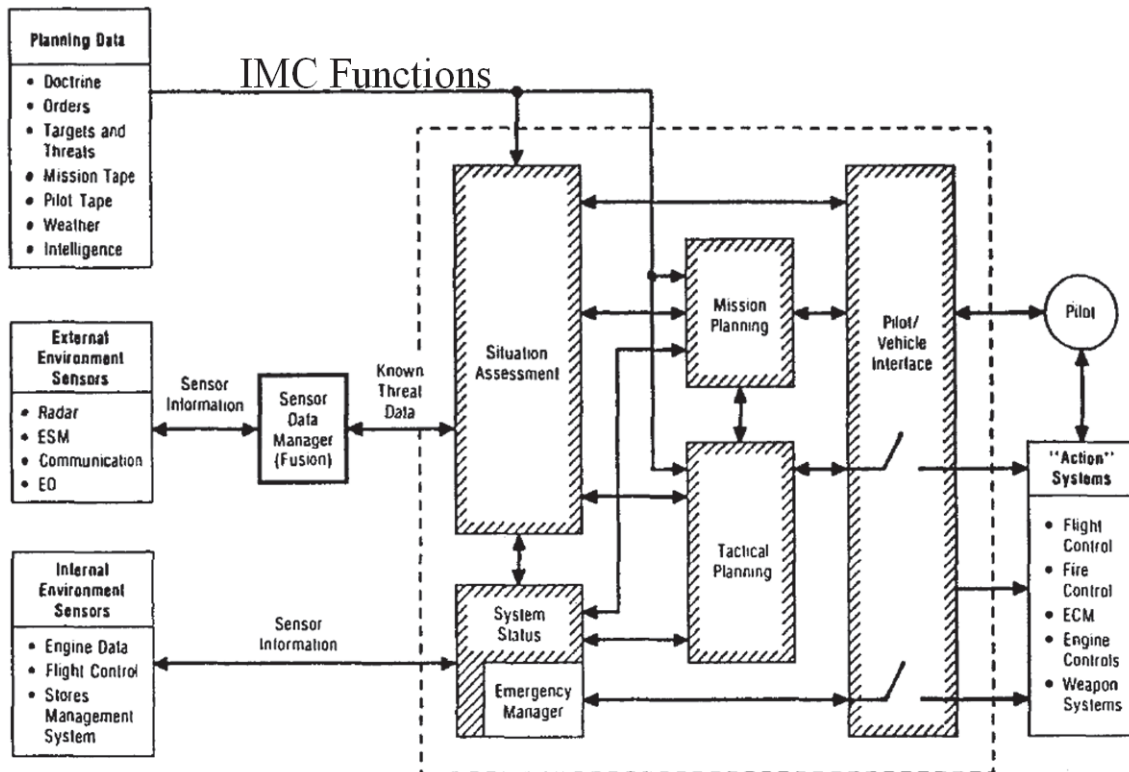 Planning Data
• Doctrine
• Orders
• Targets and
Threats
• Mission Tape
• Pilot Tape
• Weather
• Intelligence
IMC Functions
External
Environment
Sensors
• Radar
• ESM
• Communication
• EO
Sensor
Information
Sensor
Data
Manager
(Fusion)
Known
Threat
Data
Internal
Environment
Sensors
• Engine Data
• Flight Control
• Stores
Management
System
Sensor
Information
Situation
Assessment
System
Status
Emergency
Manager
Mission
Planning
Tactical
Planning
Pilot/
Vehicle
Interface
Pilot
"Action"
Systems
• Flight
Control
• Fire
Control
• ECM
• Engine
Controls
• Weapon
Systems